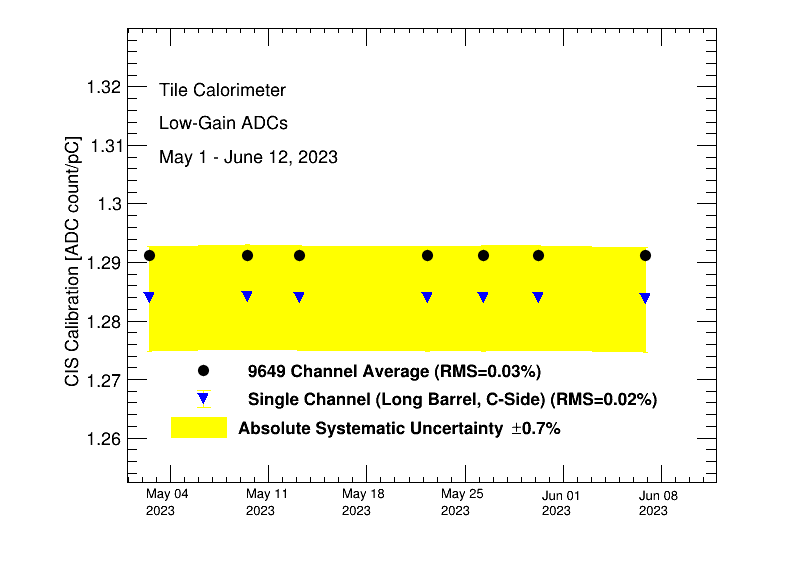 Tile Calorimeter
Low-Gain ADCs
May 1 - June 12, 2023
CIS Calibration [ADC count/pC]
1.32
1.31
1.3
1.29
1.28
1.27
1.26
9649 Channel Average (RMS=0.03%)
Single Channel (Long Barrel, C-Side) (RMS=0.02%)
Absolute Systematic Uncertainty ±0.7%
May 04 May 11 May 18 May 25 Jun 01 Jun 08
2023 2023 2023 2023 2023 2023